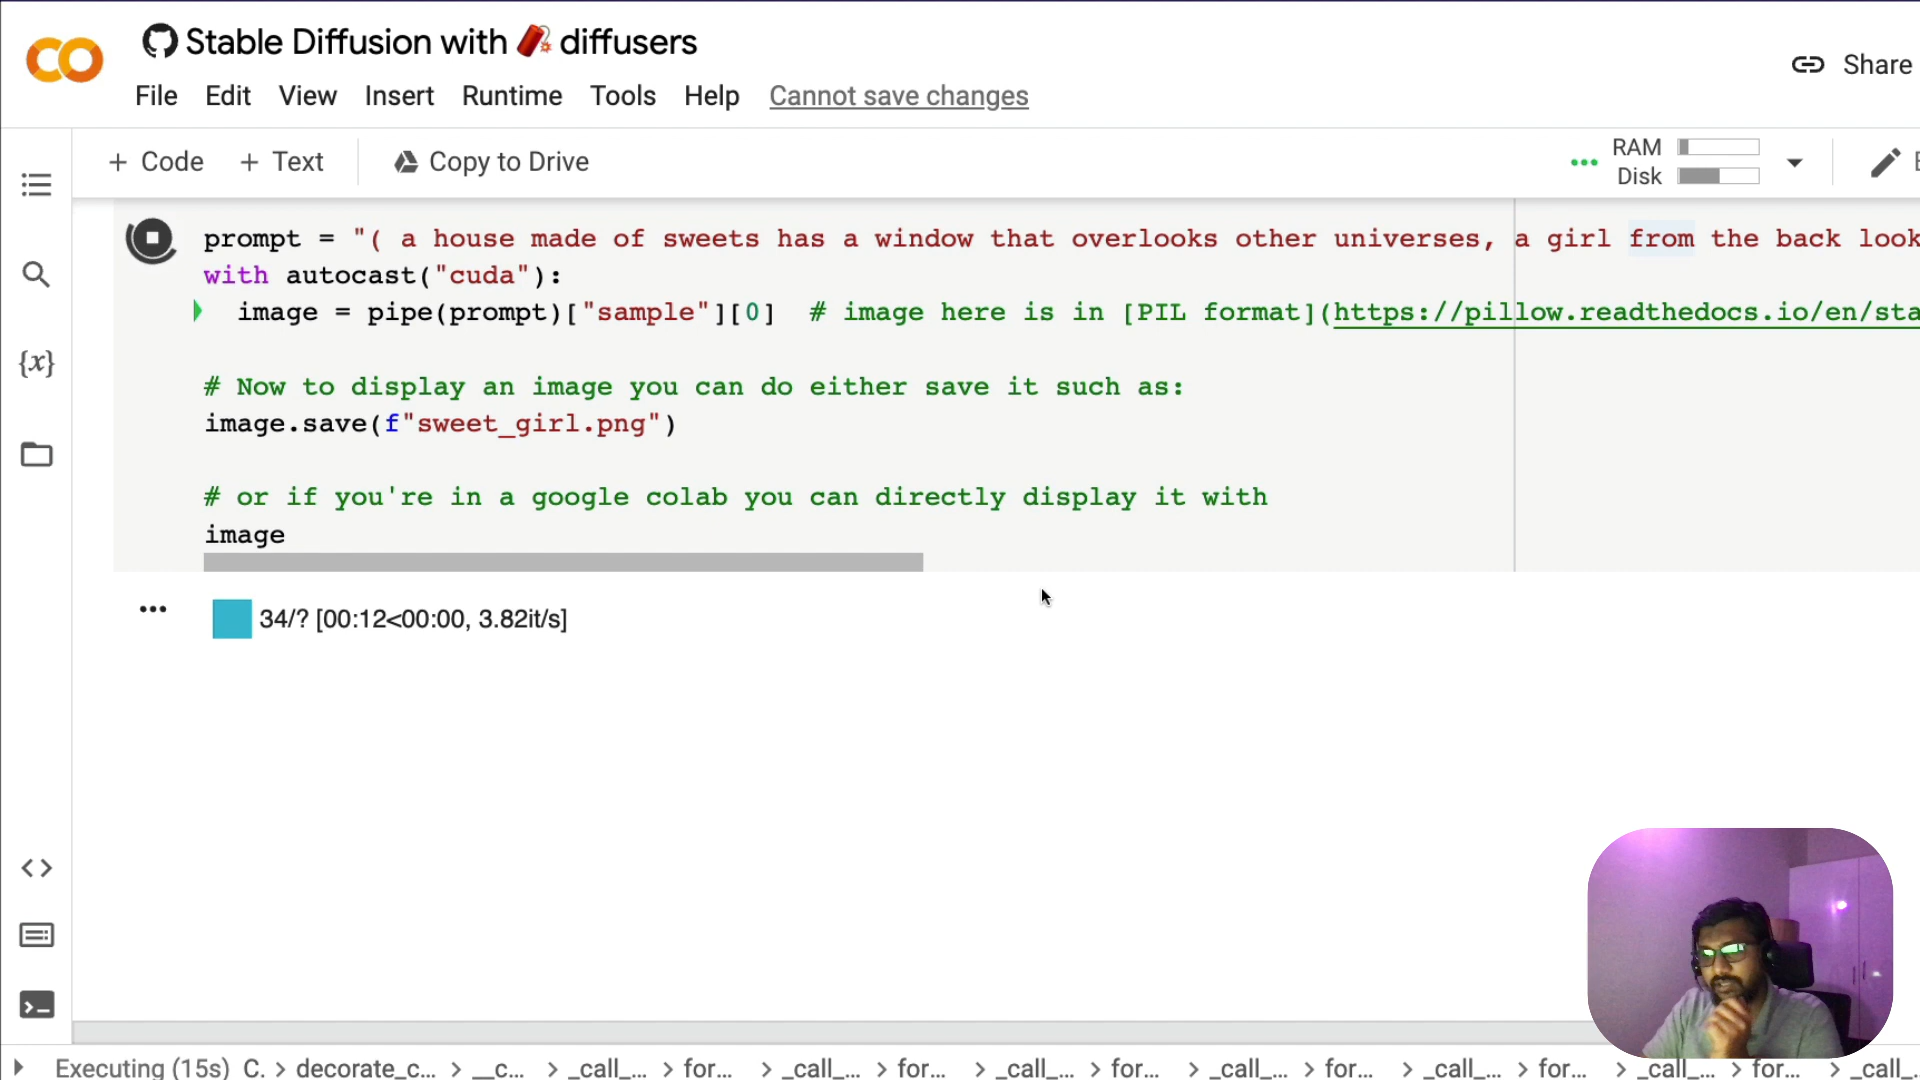 Stable Diffusion with 🧨 diffusers
Share
File Edit View Insert Runtime Tools Help Cannot save changes
+ Code + Text Copy to Drive
RAM
Disk
prompt = "( a house made of sweets has a window that overlooks other universes, a girl from the back look
with autocast("cuda"):
image = pipe(prompt)["sample"][0] # image here is in [PIL format](https://pillow.readthedocs.io/en/sta
# Now to display an image you can do either save it such as:
image.save(f"sweet_girl.png")
# or if you're in a google colab you can directly display it with
image
34/? [00:12<00:00, 3.82it/s]
Executing (15s) C. > decorate_c... > __c... > _call_... > for... > _call_... > for... > _call_... > for... > _call_... > for... > _call_... > for... > _call_... > for... > _call_...